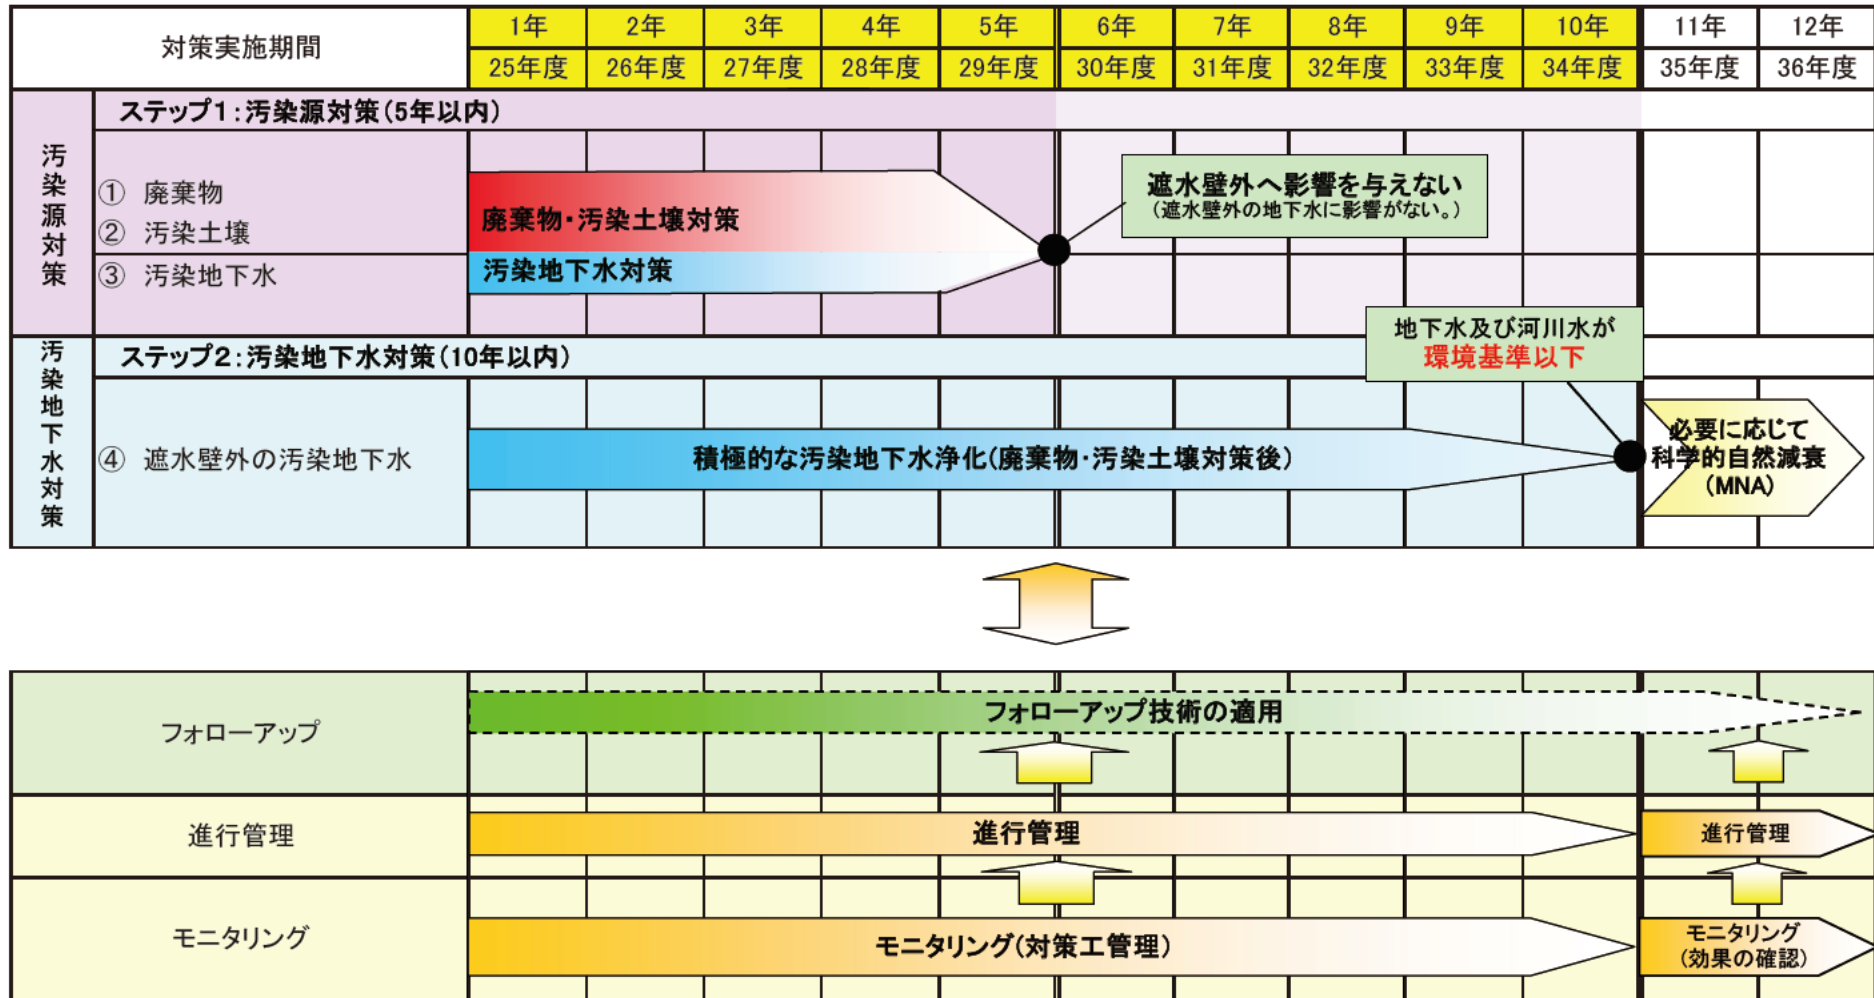 対策実施期間
1年 2年 3年 4年 5年 6年 7年 8年 9年 10年 11年 12年
25年度 26年度 27年度 28年度 29年度 30年度 31年度 32年度 33年度 34年度 35年度 36年度
汚染源対策
ステップ1:汚染源対策(5年以内)
① 廃棄物
② 汚染土壌
③ 汚染地下水
廃棄物・汚染土壌対策
汚染地下水対策
遮水壁外へ影響を与えない
(遮水壁外の地下水に影響がない。)
汚染地下水対策
ステップ2:汚染地下水対策(10年以内)
地下水及び河川水が
環境基準以下
④ 遮水壁外の汚染地下水
積極的な汚染地下水浄化(廃棄物・汚染土壌対策後)
必要に応じて
科学的自然減衰
(MNA)
フォローアップ
フォローアップ技術の適用
進行管理
進行管理
進行管理
モニタリング
モニタリング(対策工管理)
モニタリング
(効果の確認)